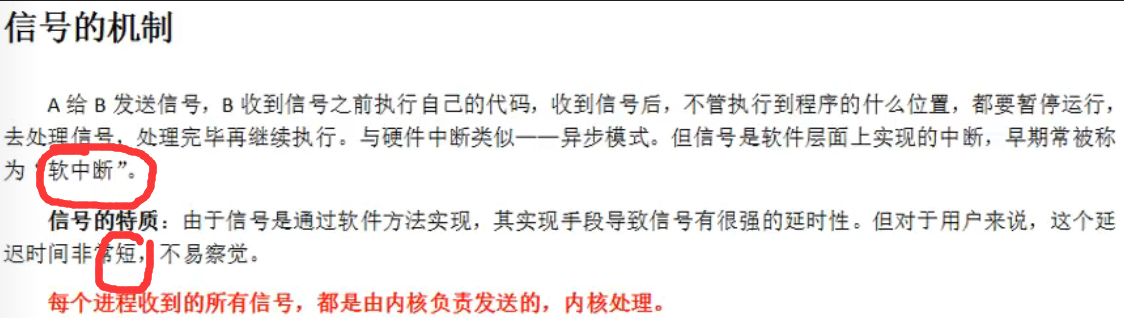 信号的机制
A 给 B 发送信号，B 收到信号之前执行自己的代码，收到信号后，不管执行到程序的什么位置，都要暂停运行，
去处理信号，处理完毕再继续执行。与硬件中断类似——异步模式。但信号是软件层面上实现的中断，早期常被称
为“软中断”。
信号的特质：由于信号是通过软件方法实现，其实现手段导致信号有很强的延时性。但对于用户来说，这个延
迟时间非常短，不易察觉。
每个进程收到的所有信号，都是由内核负责发送的，内核处理。